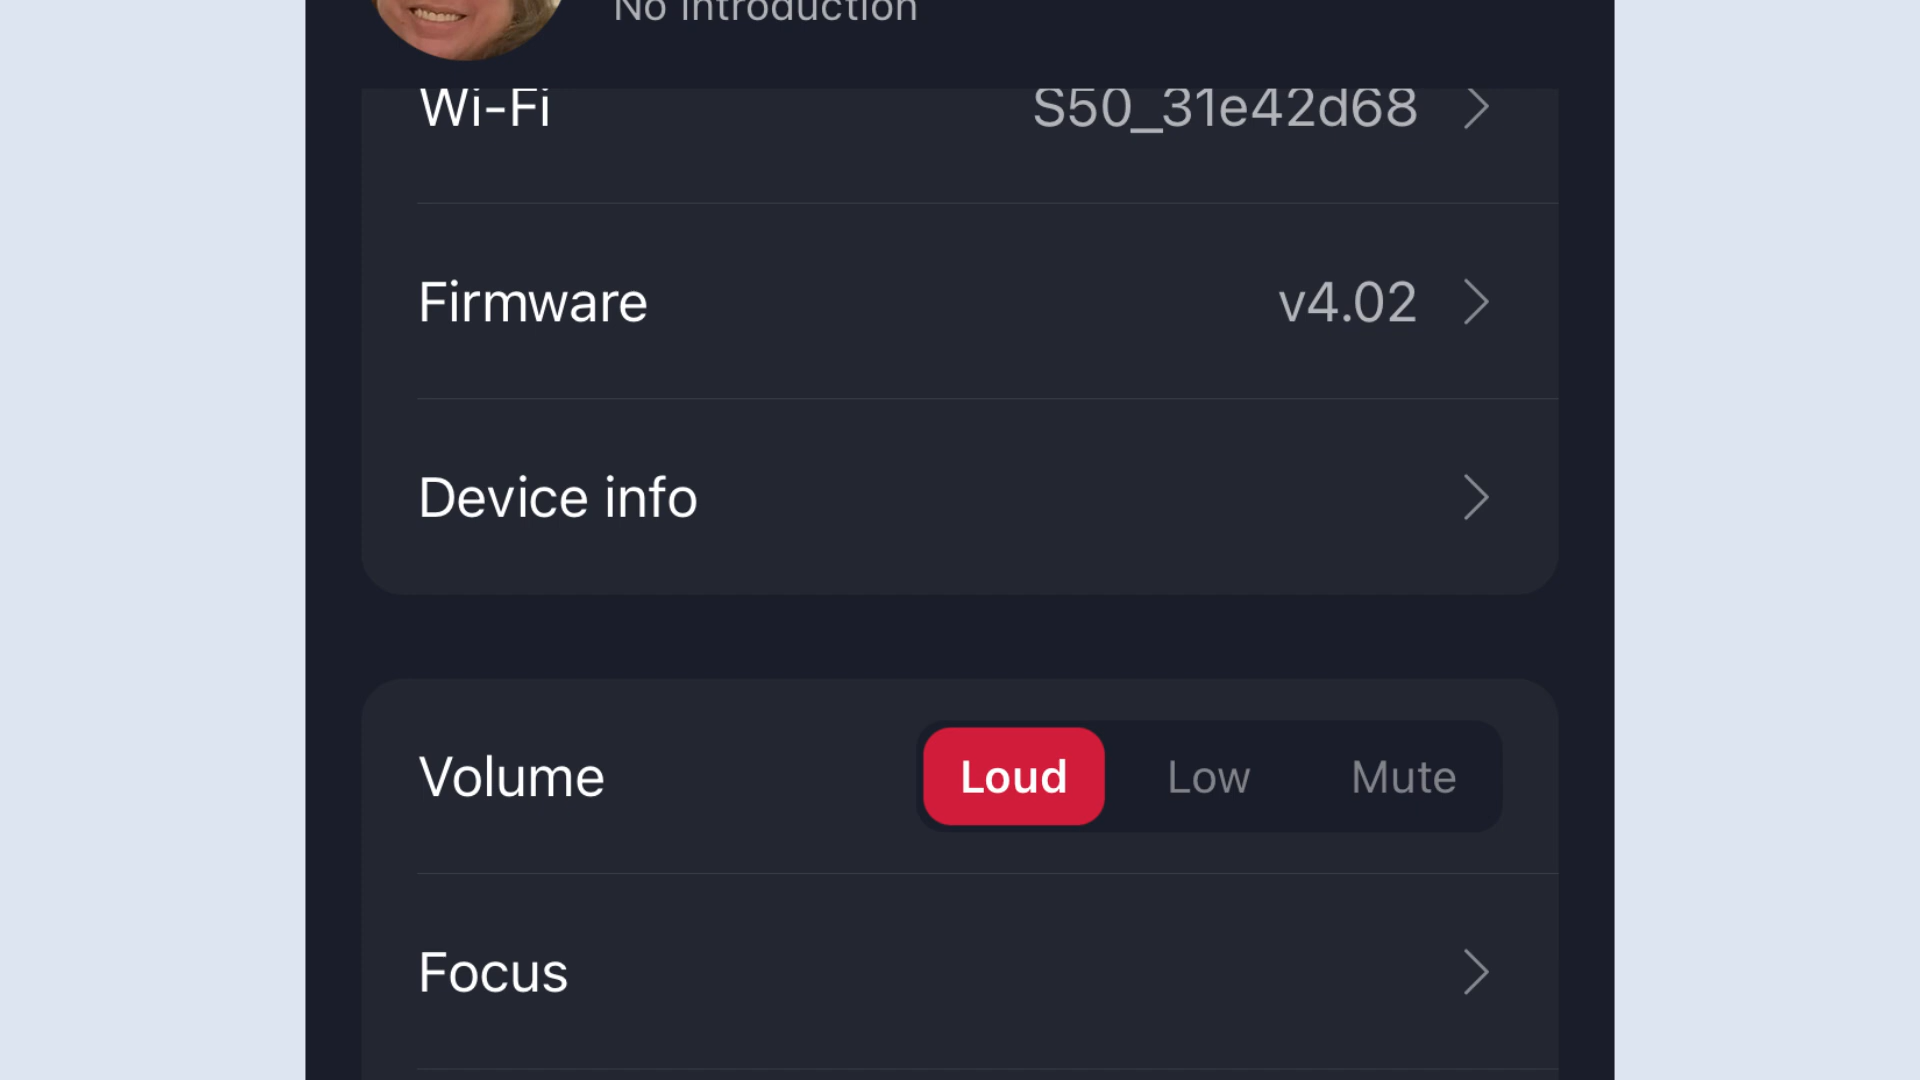 No introduction
Wi-Fi S50_31e42d68
Firmware v4.02
Device info
Volume Loud Low Mute
Focus